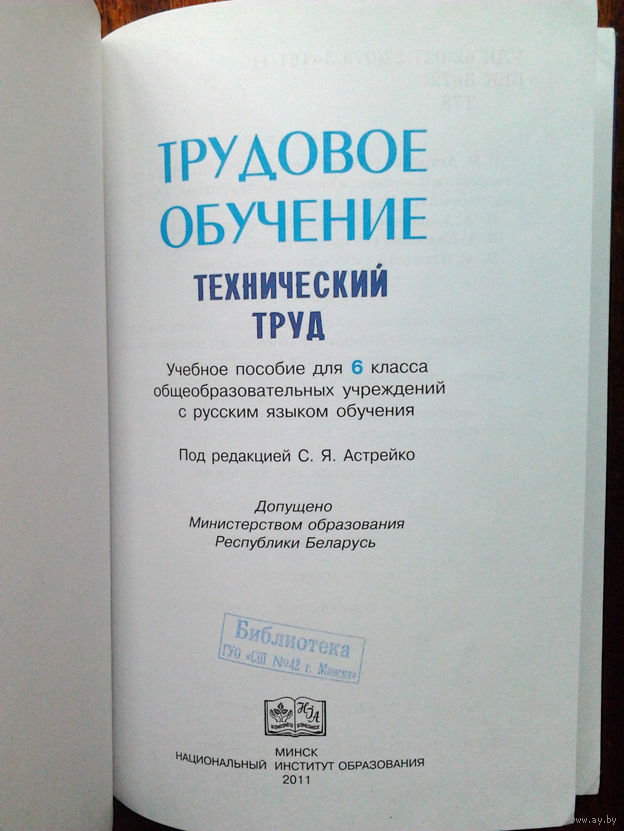 ТРУДОВОЕ
ОБУЧЕНИЕ
ТЕХНИЧЕСКИЙ
ТРУД
Учебное пособие для 6 класса
общеобразовательных учреждений
с русским языком обучения
Под редакцией С. Я. Астрейко
Допущено
Министерством образования
Республики Беларусь
Библиотека
ГУО «СШ №42 г. Минска»
НІА
МИНСК
НАЦИОНАЛЬНЫЙ ИНСТИТУТ ОБРАЗОВАНИЯ
2011
www.ay.by